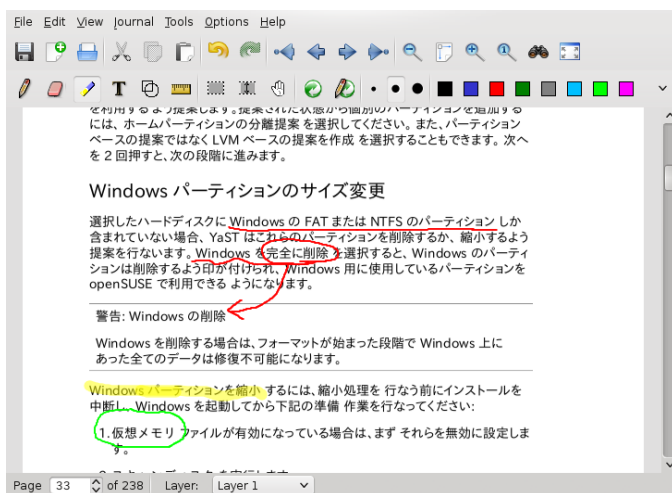 File Edit View Journal Tools Options Help
T
を利用するよう提案します。提案された状態から個別のパーティションを追加する
には、ホームパーティションの分離提案 を選択してください。また、パーティション
ベースの提案ではなく LVM ベースの提案を作成 を選択することもできます。次へ
を 2 回押すと、次の段階に進みます。
Windows パーティションのサイズ変更
選択したハードディスクに Windows の FAT または NTFS のパーティション しか
含まれていない場合、YaST はこれらのパーティションを削除するか、縮小するよう
提案を行ないます。Windows を完全に削除 を選択すると、Windows のパーティ
ションは削除するよう印が付けられ、Windows 用に使用しているパーティションを
openSUSE で利用できる ようになります。
警告: Windows の削除
Windows を削除する場合は、フォーマットが始まった段階で Windows 上に
あった全てのデータは修復不可能になります。
Windows パーティションを縮小 するには、縮小処理を 行なう前にインストールを
中断し、Windows を起動してから下記の準備 作業を行なってください:
1. 仮想メモリ ファイルが有効になっている場合は、まず それらを無効に設定しま
す。
Page 33 of 238 Layer: Layer 1